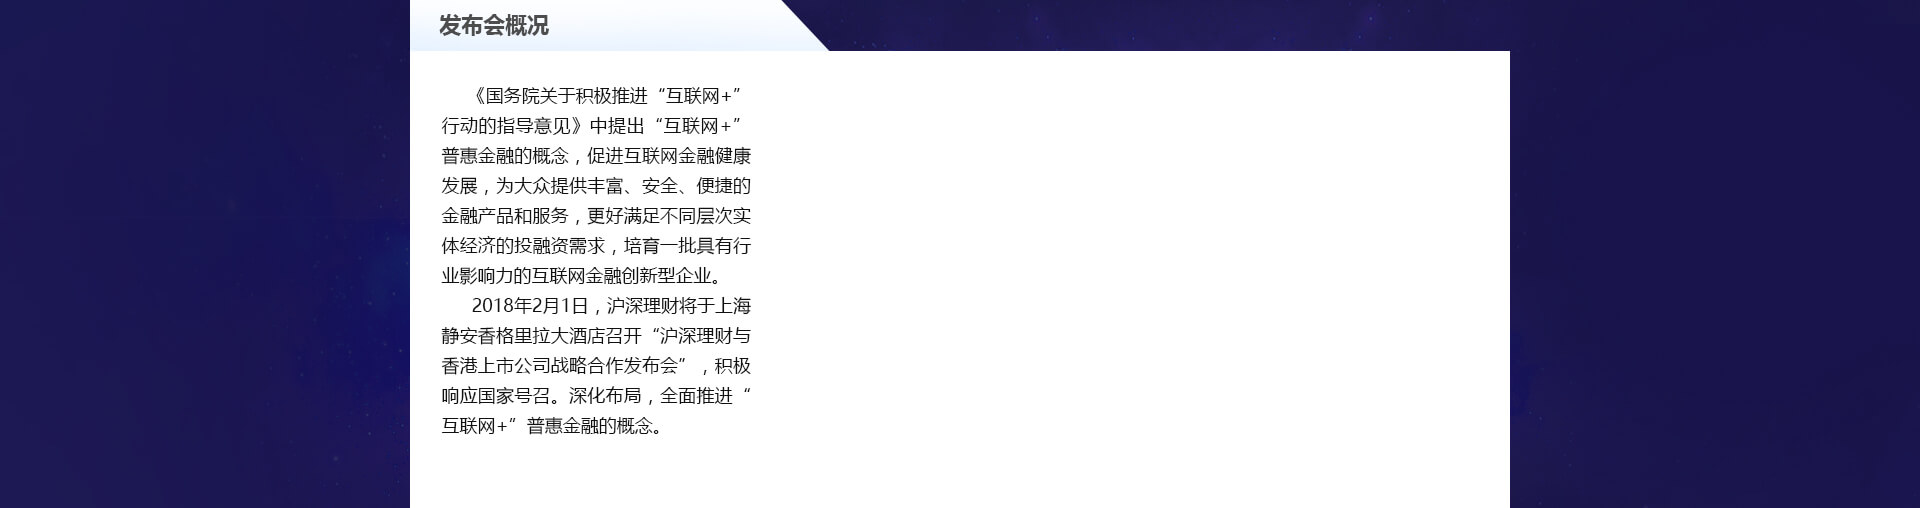 发布会概况
《国务院关于积极推进“互联网+”
行动的指导意见》中提出“互联网+”
普惠金融的概念，促进互联网金融健康
发展，为大众提供丰富、安全、便捷的
金融产品和服务，更好满足不同层次实
体经济的投融资需求，培育一批具有行
业影响力的互联网金融创新型企业。
2018年2月1日，沪深理财将于上海
静安香格里拉大酒店召开“沪深理财与
香港上市公司战略合作发布会”，积极
响应国家号召。深化布局，全面推进“
互联网+”普惠金融的概念。